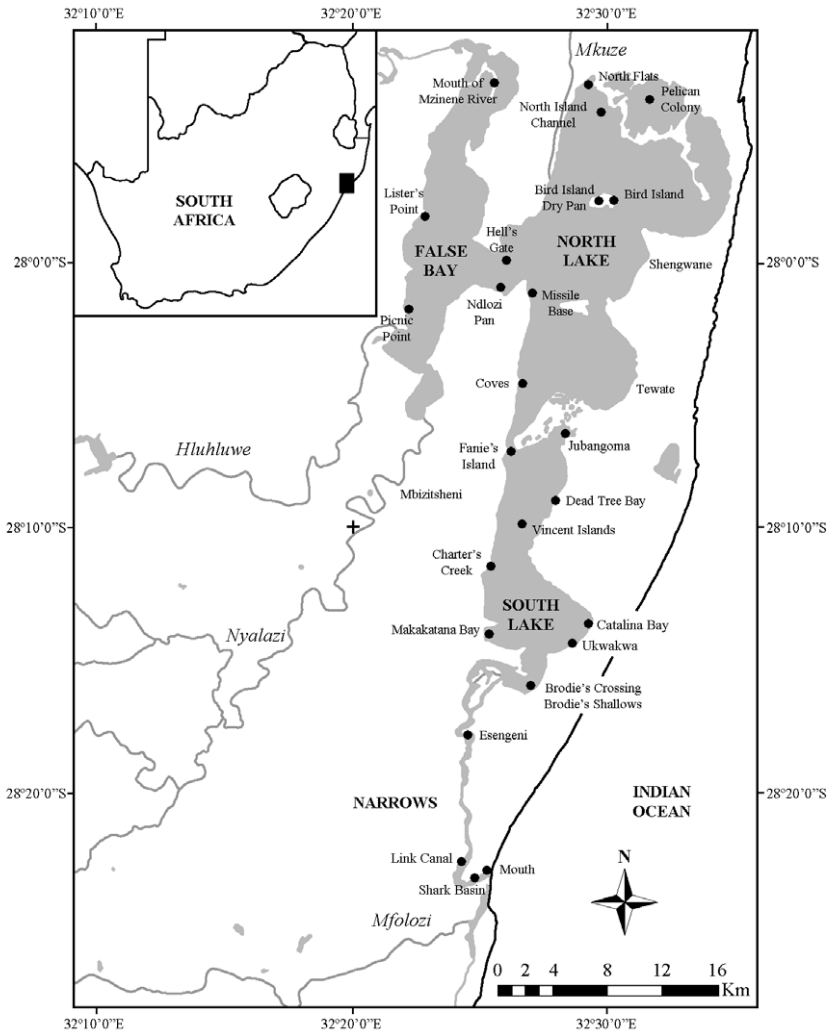 32°10'0"E
32°20'0"E
32°30'0"E
Mkuze
North Flats
Mouth of
Mzinene River
Pelican
Colony
North Island
Channel
SOUTH
AFRICA
Lister's
Point
Bird Island
Dry Pan
Bird Island
Hell's
Gate
FALSE
BAY
NORTH
LAKE
28°0'0"S
28°0'0"S
Shengwane
Ndlozi
Pan
Missile
Base
Picnic
Point
Coves
Tewate
Hluhluwe
Fanie's
Island
Jubangoma
Mbizitsheni
Dead Tree Bay
28°10'0"S
28°10'0"S
Vincent Islands
Charter's
Creek
SOUTH
LAKE
Catalina Bay
Nyalazi
Makakatana Bay
Ukwakwa
Brodie's Crossing
Brodie's Shallows
Esengeni
28°20'0"S
28°20'0"S
NARROWS
INDIAN
OCEAN
Link Canal
Mouth
Shark Basin
N
Mfolozi
0 2 4 8 12 16
Km
32°10'0"E
32°20'0"E
32°30'0"E